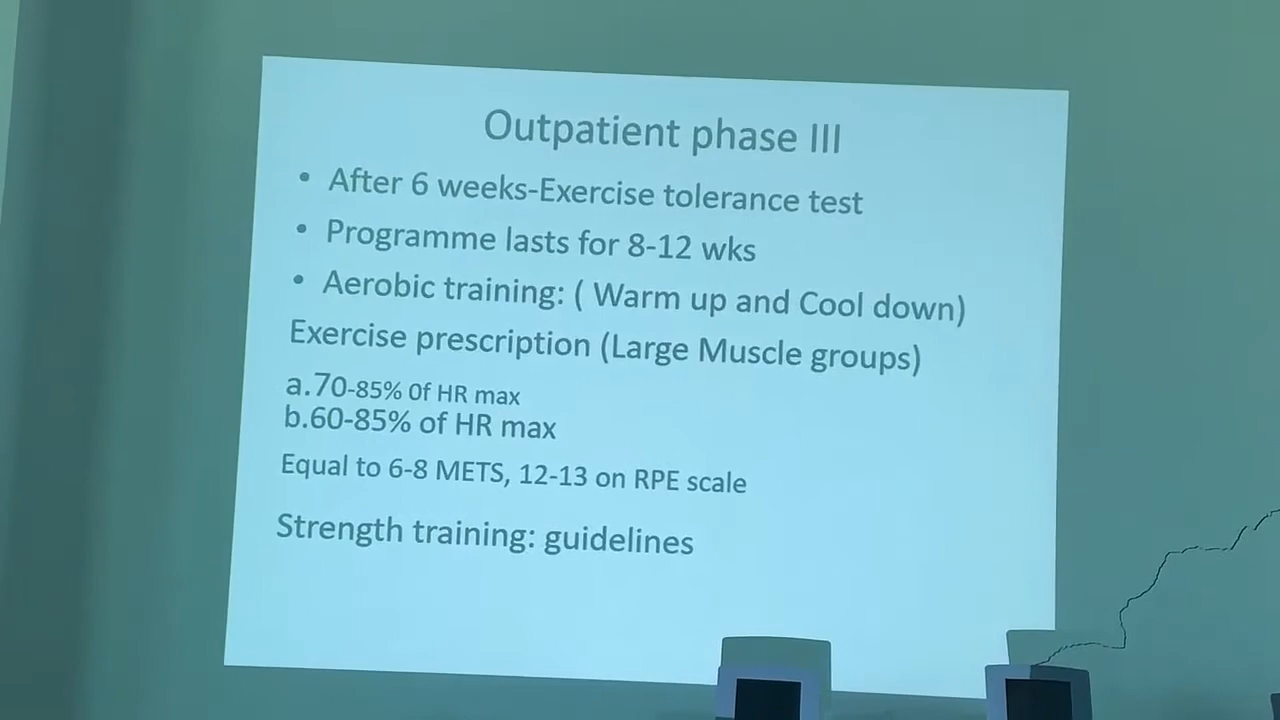 Outpatient phase III
• After 6 weeks-Exercise tolerance test
• Programme lasts for 8-12 wks
• Aerobic training: ( Warm up and Cool down)
Exercise prescription (Large Muscle groups)
a.70-85% 0f HR max
b.60-85% of HR max
Equal to 6-8 METS, 12-13 on RPE scale
Strength training: guidelines